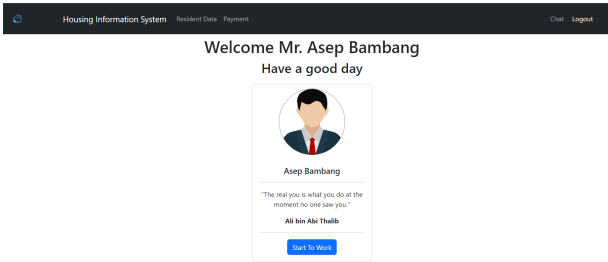 Housing Information System Resident Data Payment Chat Logout
Welcome Mr. Asep Bambang
Have a good day
Asep Bambang
"The real you is what you do at the
moment no one saw you."
Ali bin Abi Thalib
Start To Work